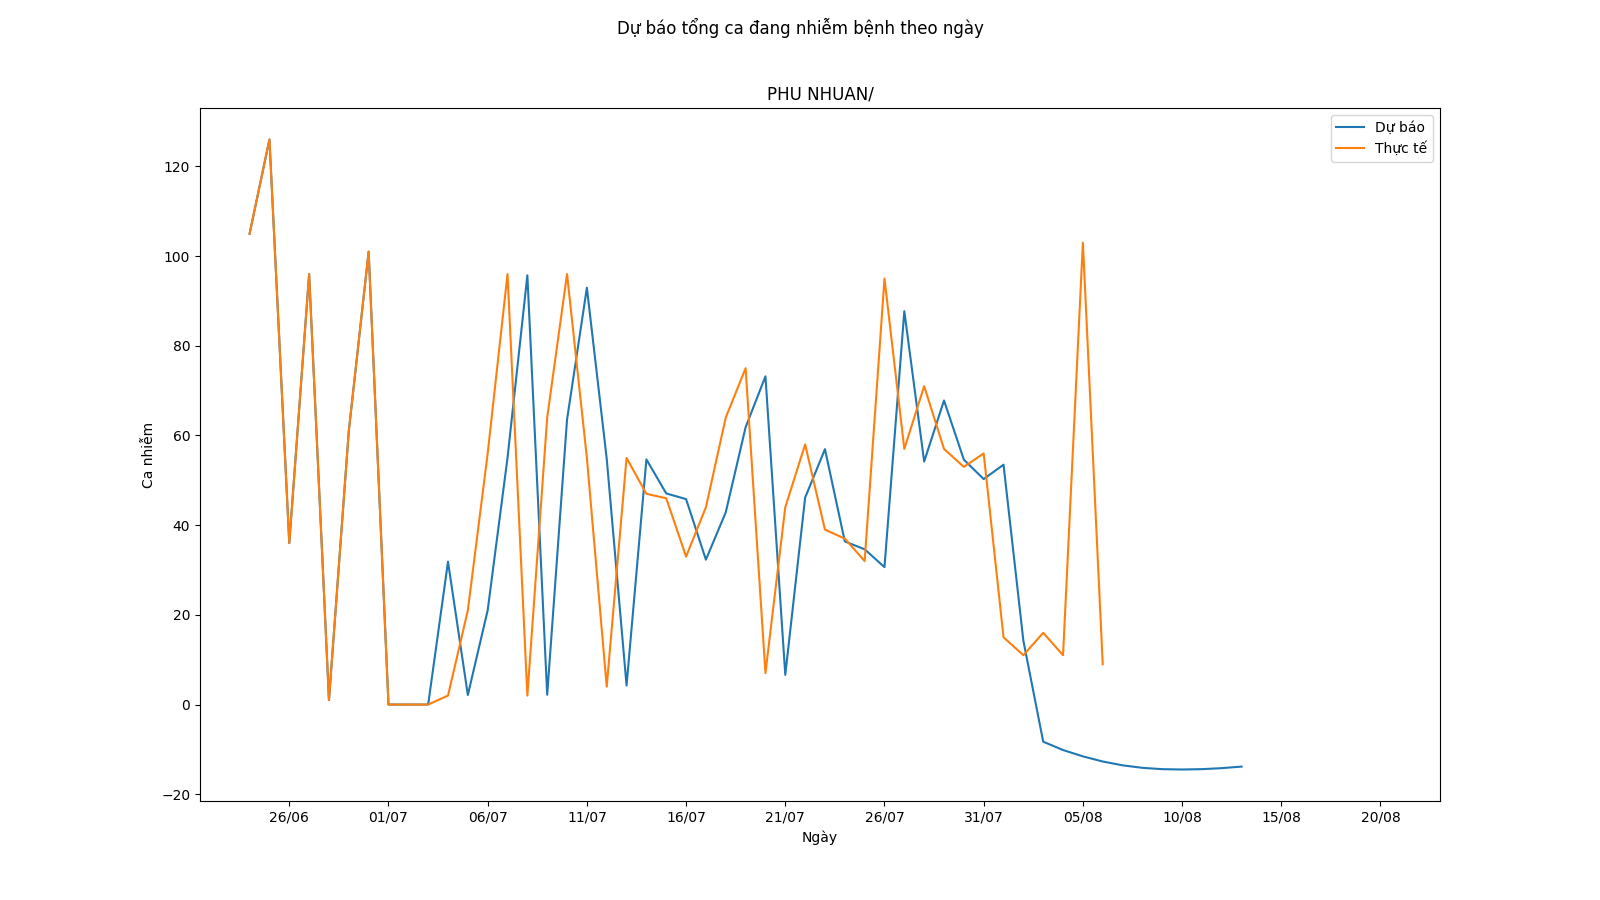 Dự báo tổng ca đang nhiễm bệnh theo ngày
PHU NHUAN/
Dự báo
Thực tế
120
100
80
60
40
20
0
−20
Ca nhiễm
26/06 01/07 06/07 11/07 16/07 21/07 26/07 31/07 05/08 10/08 15/08 20/08
Ngày